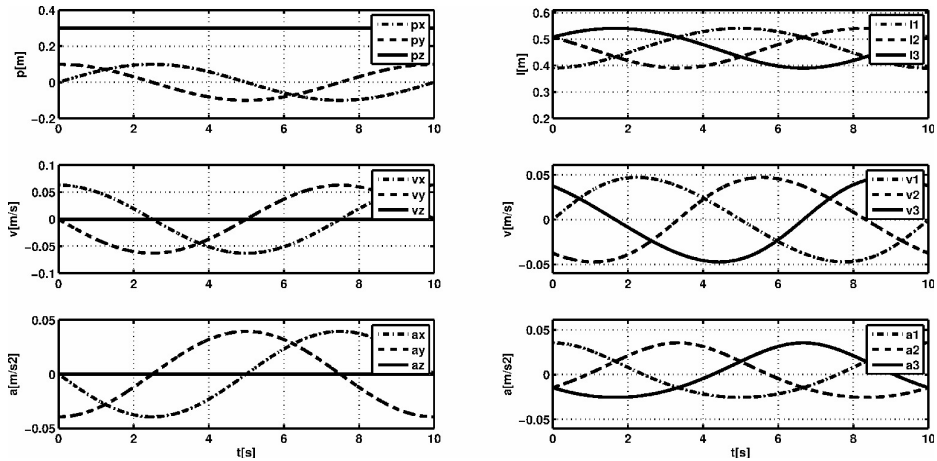 0.4
0.2
0
−0.2
p[m]
px
py
pz
0 2 4 6 8 10
0.6
0.5
0.4
0.3
0.2
l[m]
l1
l2
l3
0 2 4 6 8 10
0.1
0.05
0
−0.05
−0.1
v[m/s]
vx
vy
vz
0 2 4 6 8 10
0.05
0
−0.05
v[m/s]
v1
v2
v3
0 2 4 6 8 10
0.05
0
−0.05
a[m/s2]
ax
ay
az
0 2 4 6 8 10
t[s]
0.05
0
−0.05
a[m/s2]
a1
a2
a3
0 2 4 6 8 10
t[s]